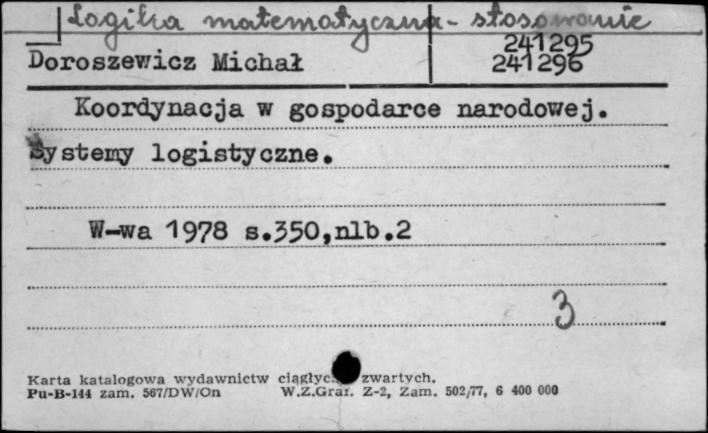 Logika matematyczna - stosowanie
241295
Doroszewicz Michał 241296
Koordynacja w gospodarce narodowej.
Systemy logistyczne.
W-wa 1978 s.350,nlb.2
3
Karta katalogowa wydawnictw zwartych.
Pu-B-144 zam. 567/DW/On W.Z.Graf. Z-2, Zam. 502/77, 6 400 000